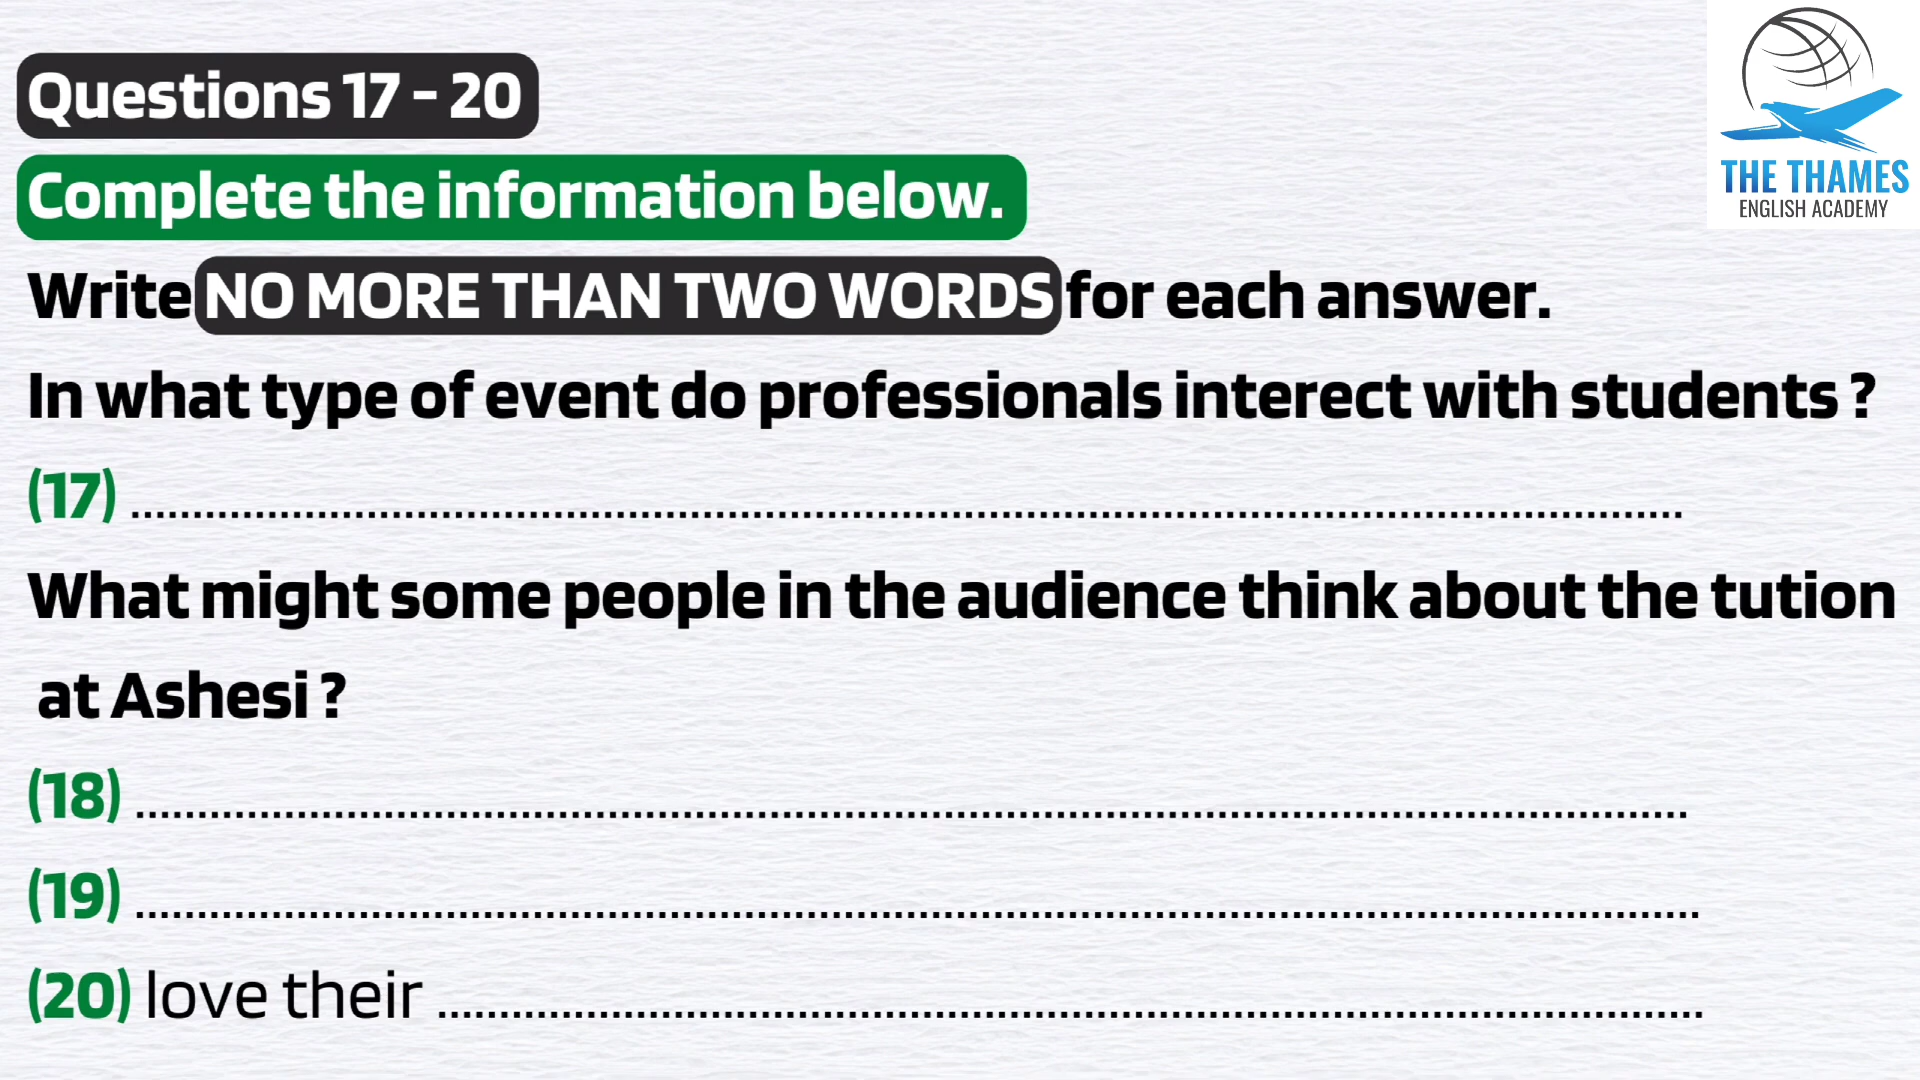 Questions 17 - 20
Complete the information below.
Write NO MORE THAN TWO WORDS for each answer.
In what type of event do professionals interect with students ?
(17) ..........................................................................................................................
What might some people in the audience think about the tution
at Ashesi ?
(18) ..........................................................................................................................
(19) ..........................................................................................................................
(20) love their ....................................................................................................
THE THAMES
ENGLISH ACADEMY